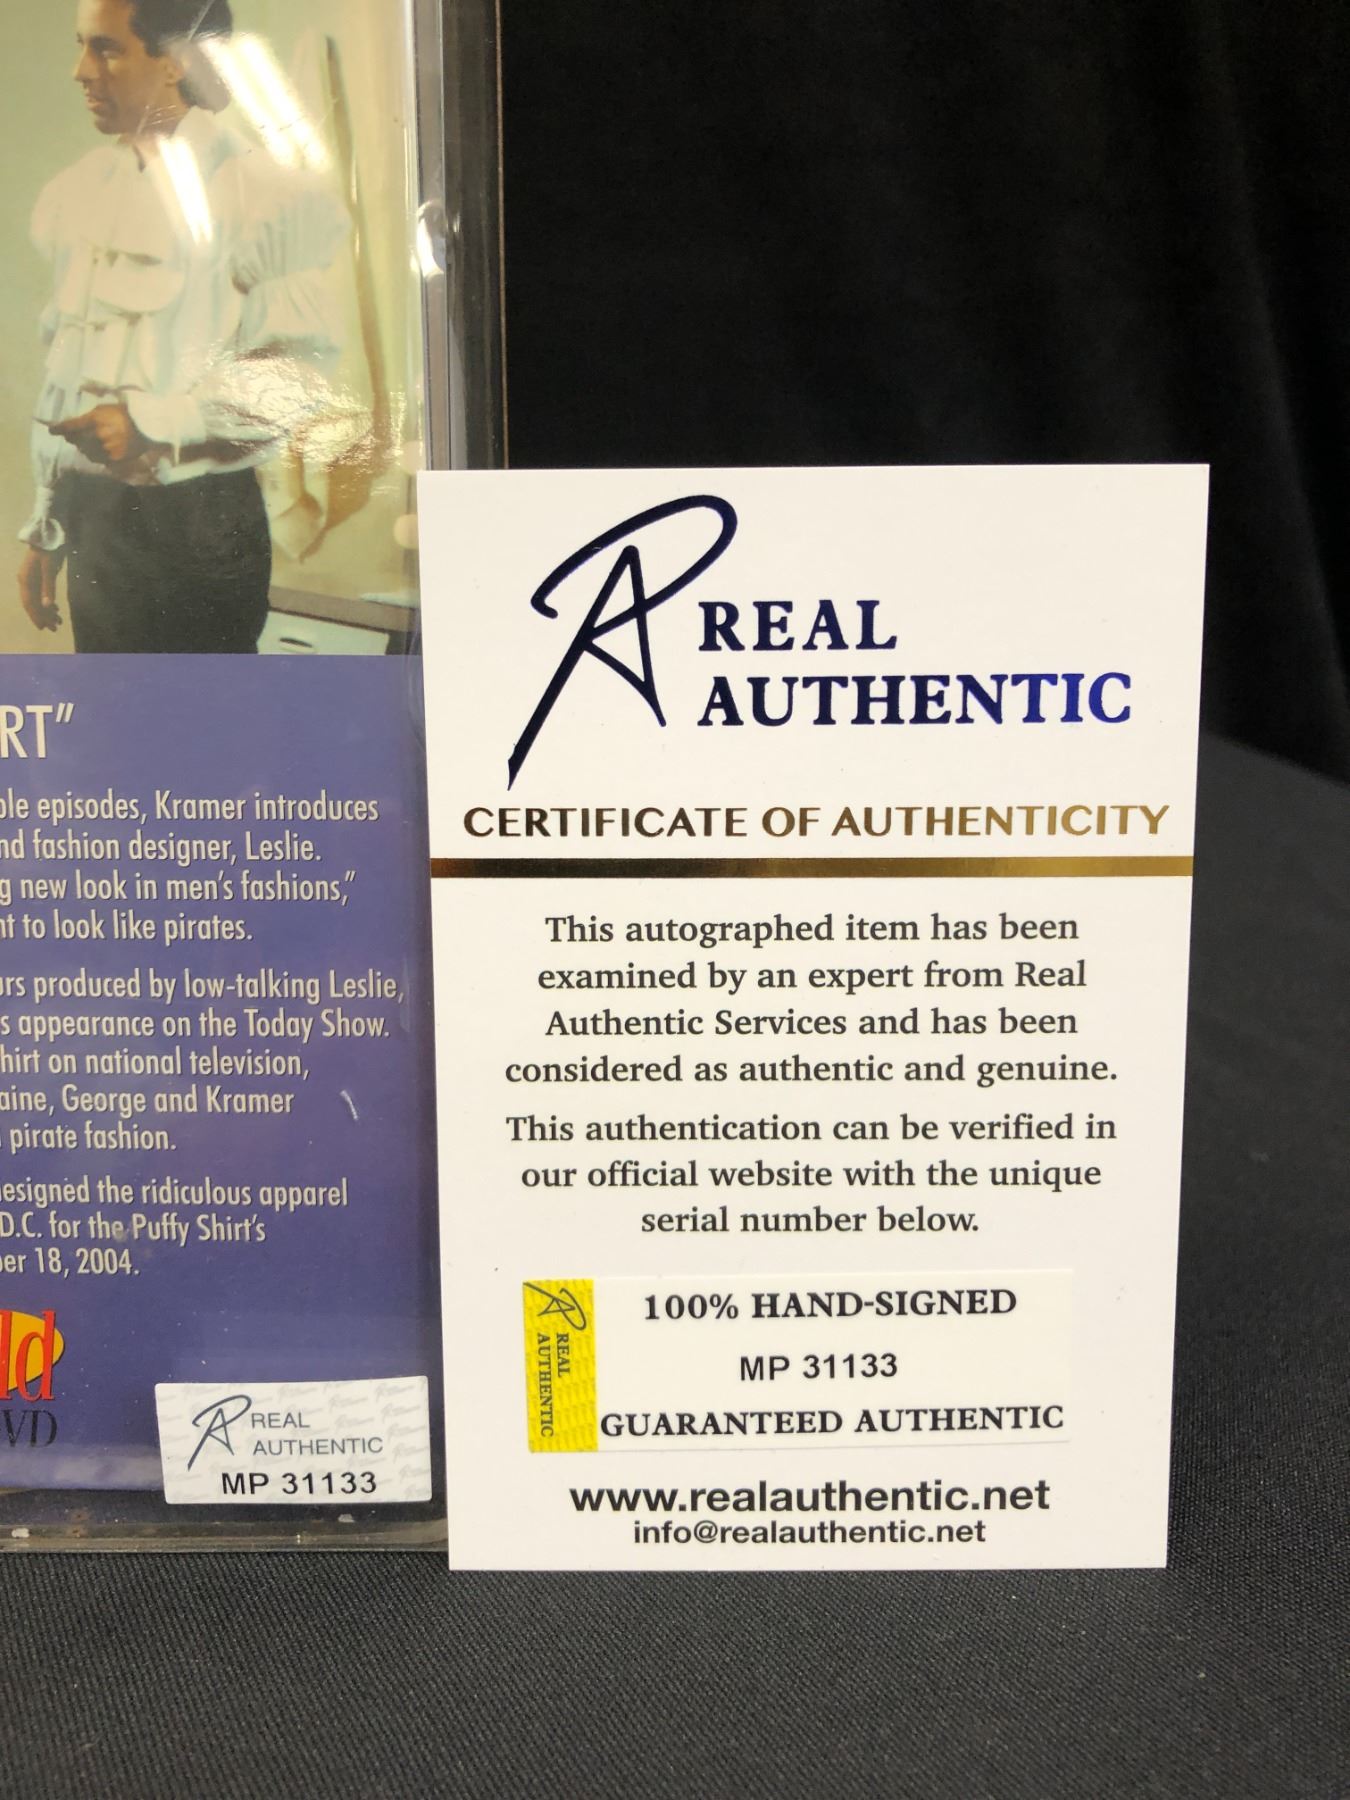 RT”
episodes, Kramer introduces
fashion designer, Leslie.
new look in men’s fashions,”
to look like pirates.
produced by low-talking Leslie,
appearance on the Today Show.
on national television,
George and Kramer
pirate fashion.
the ridiculous apparel
D.C. for the Puffy Shirt’s
18, 2004.
ld
VD
REAL
AUTHENTIC
MP 31133
REAL
AUTHENTIC
CERTIFICATE OF AUTHENTICITY
This autographed item has been
examined by an expert from Real
Authentic Services and has been
considered as authentic and genuine.
This authentication can be verified in
our official website with the unique
serial number below.
REAL
AUTHENTIC
100% HAND-SIGNED
MP 31133
GUARANTEED AUTHENTIC
www.realauthentic.net
info@realauthentic.net